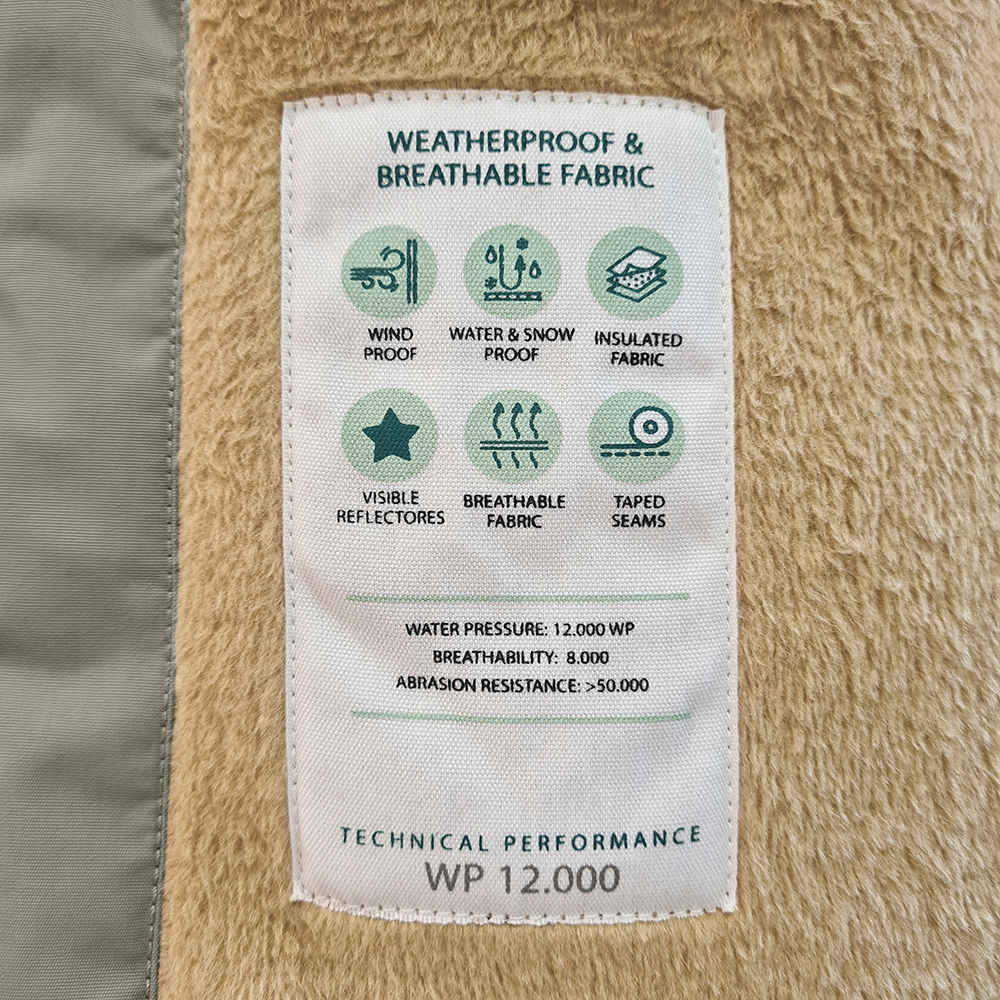 WEATHERPROOF &
BREATHABLE FABRIC
WIND
PROOF
WATER & SNOW
PROOF
INSULATED
FABRIC
VISIBLE
REFLECTORES
BREATHABLE
FABRIC
TAPED
SEAMS
WATER PRESSURE: 12.000 WP
BREATHABILITY: 8.000
ABRASION RESISTANCE: >50.000
TECHNICAL PERFORMANCE
WP 12.000